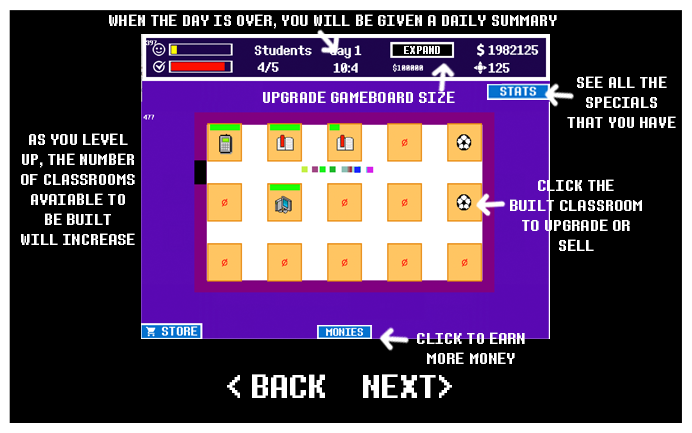 WHEN THE DAY IS OVER, YOU WILL BE GIVEN A DAILY SUMMARY
397
Students
day 1
EXPAND
$ 1982125
4/5
10:4
$100000
125
UPGRADE GAMEBOARD SIZE
STATS
SEE ALL THE
SPECIALS
THAT YOU HAVE
477
AS YOU LEVEL
UP, THE NUMBER
OF CLASSROOMS
AVAIABLE TO
BE BUILT
WILL INCREASE
CLICK THE
BUILT CLASSROOM
TO UPGRADE OR
SELL
STORE
MONIES
CLICK TO EARN
MORE MONEY
< BACK
NEXT>